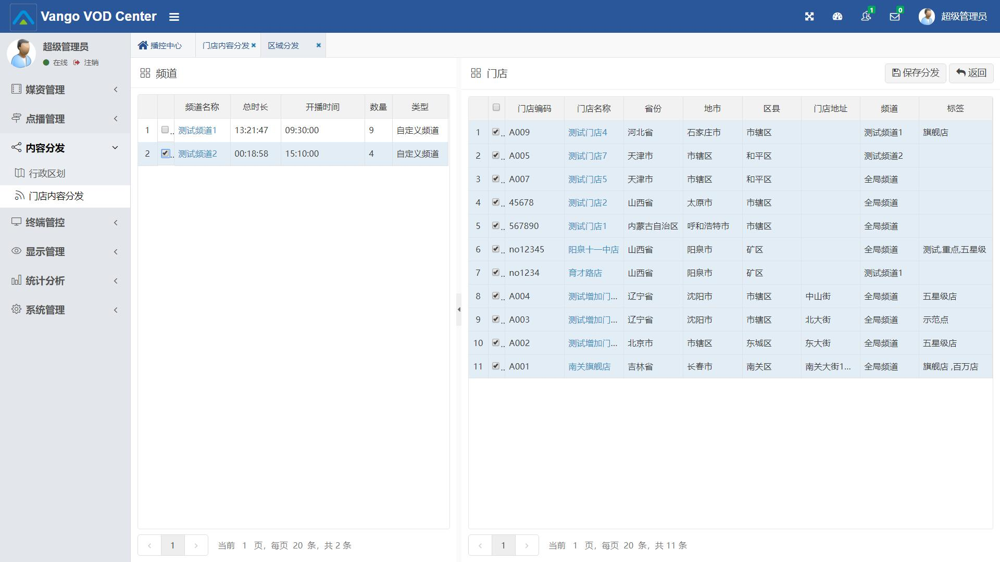 Vango VOD Center
1
0
超级管理员
超级管理员
在线 注销
媒资管理
点播管理
内容分发
行政区划
门店内容分发
终端管控
显示管理
统计分析
系统管理
播控中心 门店内容分发 区域分发
频道
频道名称 总时长 开播时间 数量 类型
1 .. 测试频道1 13:21:47 09:30:00 9 自定义频道
2 .. 测试频道2 00:18:58 15:10:00 4 自定义频道
1 当前 1 页，每页 20 条，共 2 条
门店 保存分发 返回
门店编码 门店名称 省份 地市 区县 门店地址 频道 标签
1 .. A009 测试门店4 河北省 石家庄市 市辖区 测试频道1 旗舰店
2 .. A005 测试门店7 天津市 市辖区 和平区 测试频道2
3 .. A007 测试门店5 天津市 市辖区 和平区 全局频道
4 .. 45678 测试门店2 山西省 太原市 市辖区 全局频道
5 .. 567890 测试门店1 内蒙古自治区 呼和浩特市 市辖区 全局频道
6 .. no12345 阳泉十一中店 山西省 阳泉市 矿区 全局频道 测试,重点,五星级
7 .. no1234 育才路店 山西省 阳泉市 矿区 测试频道1
8 .. A004 测试增加门... 辽宁省 沈阳市 市辖区 中山街 全局频道 五星级店
9 .. A003 测试增加门... 辽宁省 沈阳市 市辖区 北大街 全局频道 示范点
10 .. A002 测试增加门... 北京市 市辖区 东城区 东大街 全局频道 五星级店
11 .. A001 南关旗舰店 吉林省 长春市 南关区 南关大街1... 全局频道 旗舰店 ,百万店
1 当前 1 页，每页 20 条，共 11 条